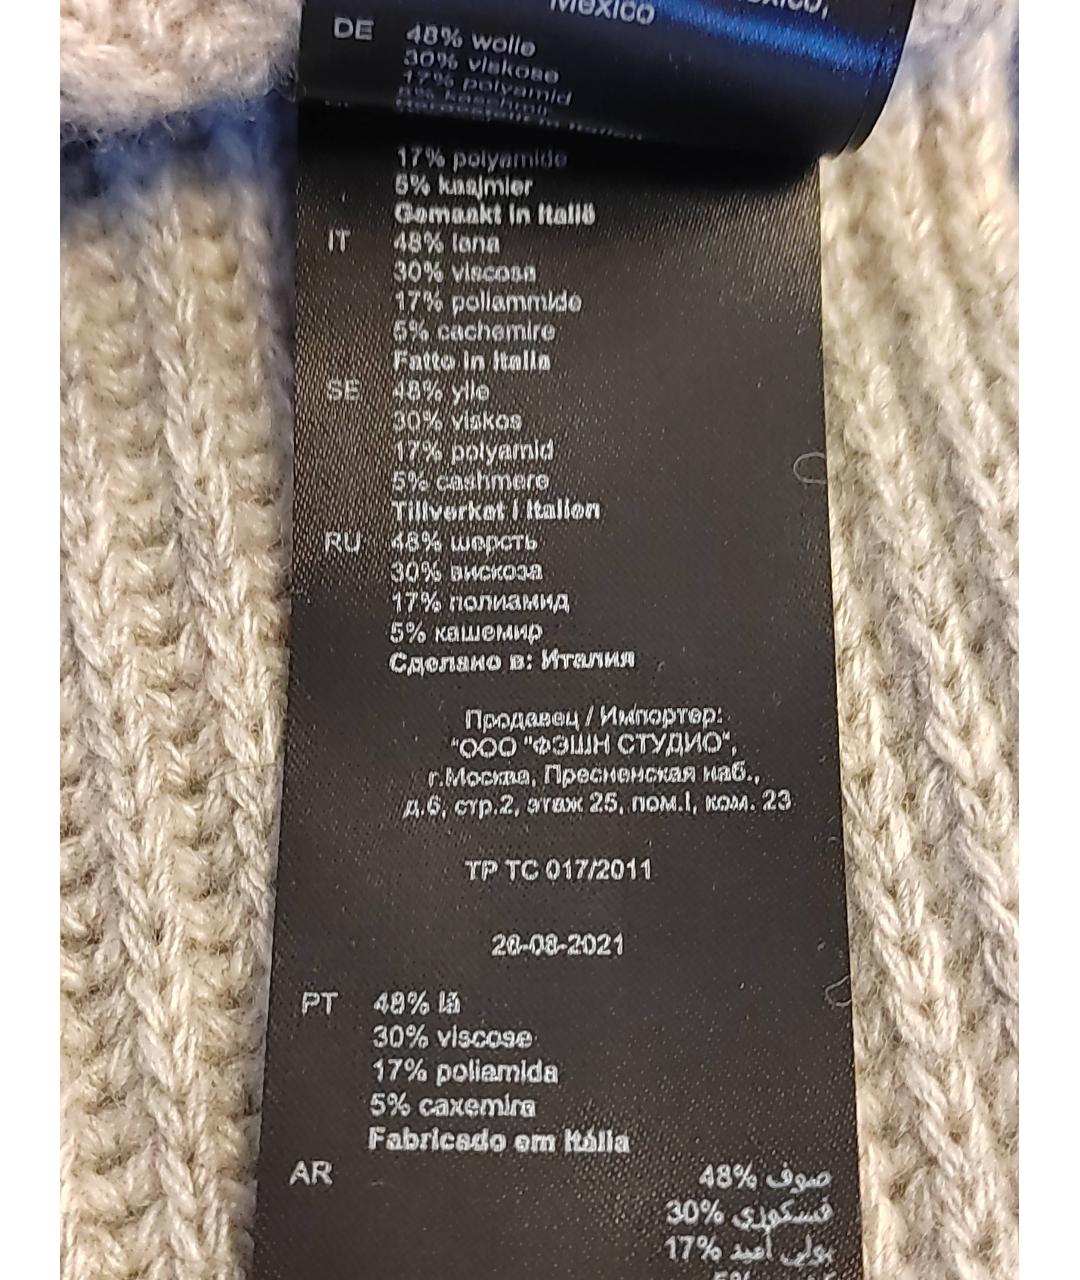 Mexico
DE 48% wolle
30% viskose
17% polyamid
5% kaschmir
17% polyamide
5% kasjmier
Gemaakt in Italië
IT 48% lana
30% viscosa
17% poliammide
5% cachemire
Fatto in Italia
SE 48% ylle
30% viskos
17% polyamid
5% cashmere
Tillverkat i Italien
RU 48% шерсть
30% вискоза
17% полиамид
5% кашемир
Сделано в: Италия
Продавец / Импортер:
"ООО "ФЭШН СТУДИО",
г.Москва, Пресненская наб.,
д.6, стр.2, этаж 25, пом.I, ком. 23
ТР ТС 017/2011
26-08-2021
PT 48% lã
30% viscose
17% poliamida
5% caxemira
Fabricado em Itália
AR 48% صوف
30% فسكوزي
17% بولي أميد
5%